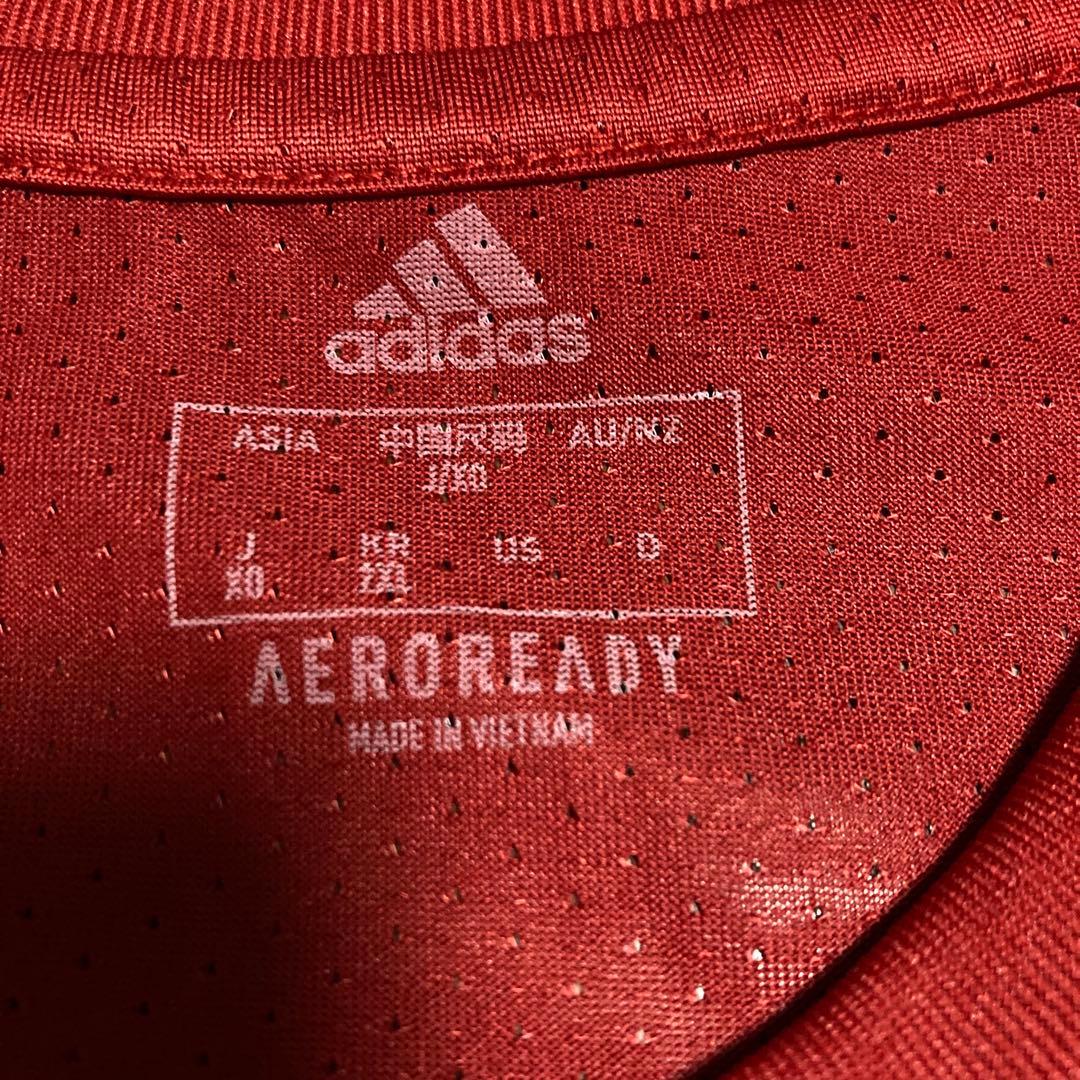 adidas
ASIA 中国尺码 AU/NZ
J/XO
J KR US D
XO 2XL
AEROREADY
MADE IN VIETNAM